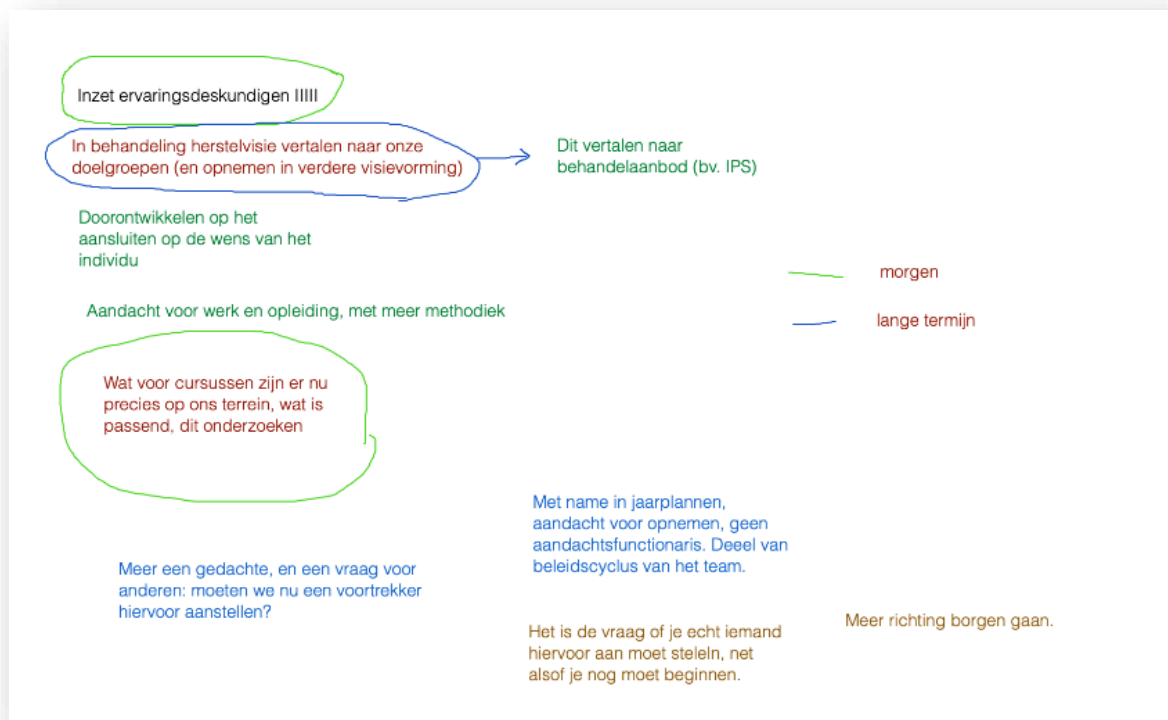 Inzet ervaringsdeskundigen IIIII
In behandeling herstelvisie vertalen naar onze
doelgroepen (en opnemen in verdere visievorming)
Dit vertalen naar
behandelaanbod (bv. IPS)
Doorontwikkelen op het
aansluiten op de wens van het
individu
morgen
Aandacht voor werk en opleiding, met meer methodiek
lange termijn
Wat voor cursussen zijn er nu
precies op ons terrein, wat is
passend, dit onderzoeken
Met name in jaarplannen,
aandacht voor opnemen, geen
aandachtsfunctionaris. Deeel van
beleidscyclus van het team.
Meer een gedachte, en een vraag voor
anderen: moeten we nu een voortrekker
hiervoor aanstellen?
Het is de vraag of je echt iemand
hiervoor aan moet steleln, net
alsof je nog moet beginnen.
Meer richting borgen gaan.